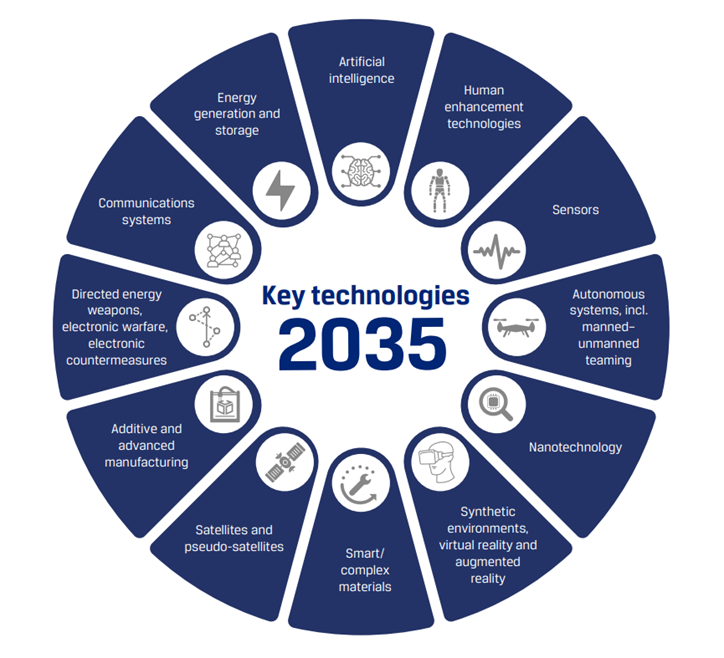 Key technologies
2035
Artificial
intelligence
Human
enhancement
technologies
Sensors
Autonomous
systems, incl.
manned–
unmanned
teaming
Nanotechnology
Synthetic
environments,
virtual reality and
augmented
reality
Smart/
complex
materials
Satellites and
pseudo-satellites
Additive and
advanced
manufacturing
Directed energy
weapons,
electronic warfare,
electronic
countermeasures
Communications
systems
Energy
generation and
storage